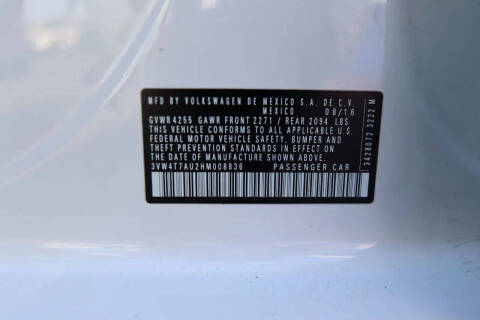 MFD BY VOLKSWAGEN DE MEXICO S.A. DE C.V.
MEXICO 08/16
GVWR 4255 GAWR FRONT 2271 / REAR 2094 LBS
THIS VEHICLE CONFORMS TO ALL APPLICABLE U.S.
FEDERAL MOTOR VEHICLE SAFETY, BUMPER AND
THEFT PREVENTION STANDARDS IN EFFECT ON
THE DATE OF MANUFACTURE SHOWN ABOVE.
3VW4T7AU2HM008836 PASSENGER CAR
3428072 3222 M